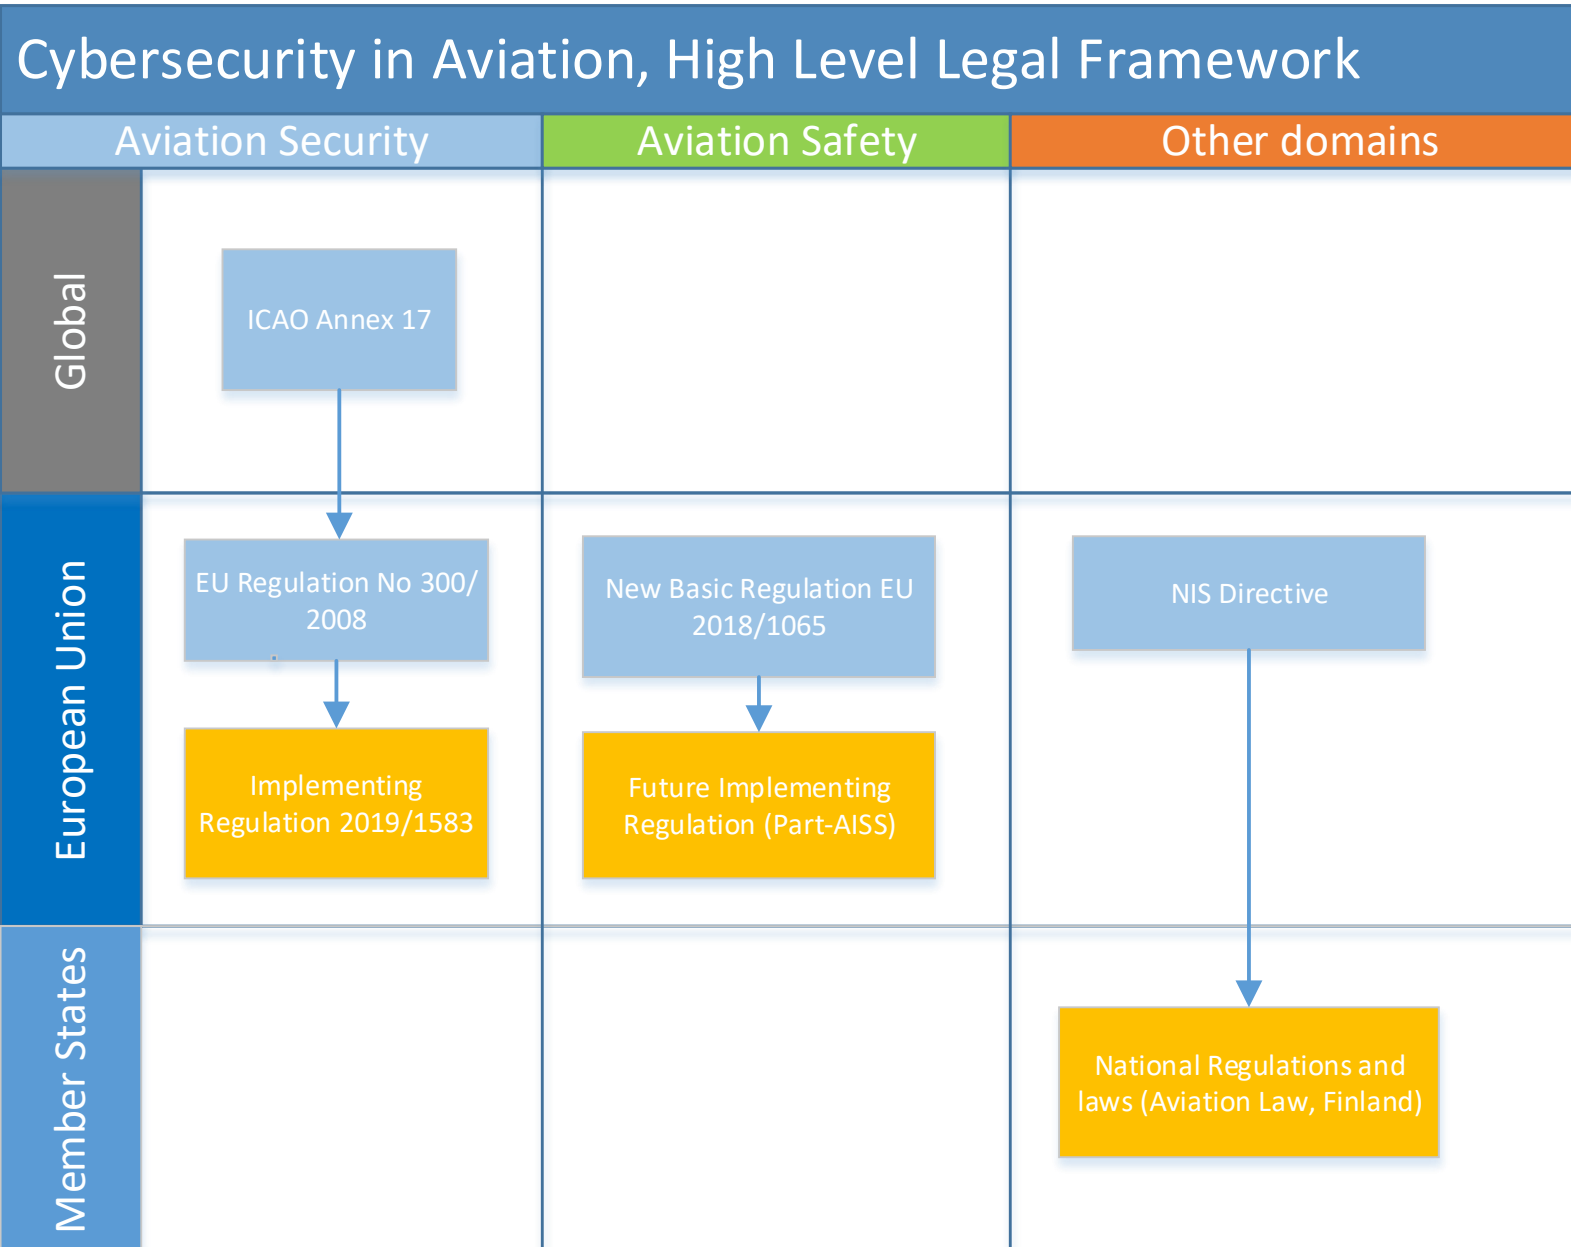 Cybersecurity in Aviation, High Level Legal Framework
Aviation Security
Aviation Safety
Other domains
Global
ICAO Annex 17
European Union
EU Regulation No 300/
2008
New Basic Regulation EU
2018/1065
NIS Directive
Implementing
Regulation 2019/1583
Future Implementing
Regulation (Part-AISS)
Member States
National Regulations and
laws (Aviation Law, Finland)